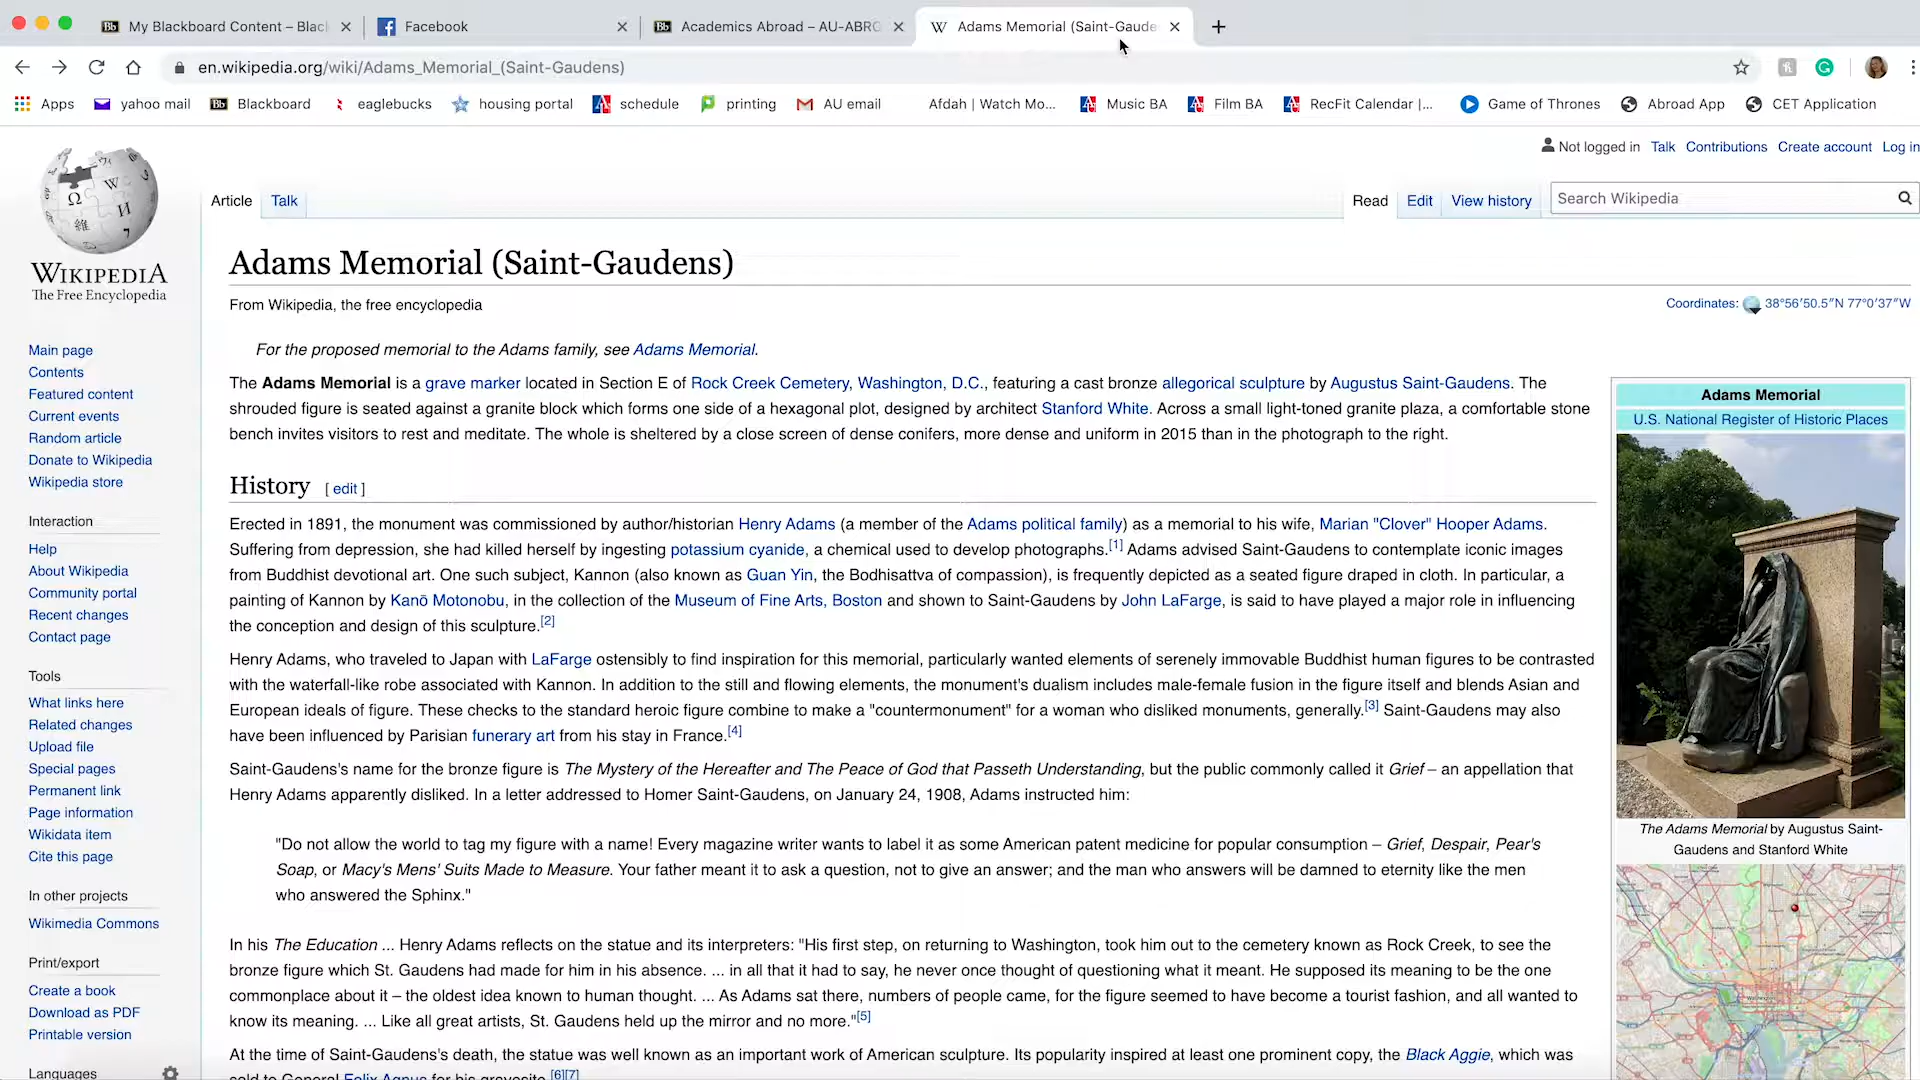 My Blackboard Content – Blac
Facebook
Academics Abroad – AU-ABRO
Adams Memorial (Saint-Gaude
en.wikipedia.org/wiki/Adams_Memorial_(Saint-Gaudens)
Apps
yahoo mail
Blackboard
eaglebucks
housing portal
schedule
printing
AU email
Afdah | Watch Mo...
Music BA
Film BA
RecFit Calendar |...
Game of Thrones
Abroad App
CET Application
Not logged in Talk Contributions Create account Log in
Article Talk
Read Edit View history
Search Wikipedia
WIKIPEDIA
The Free Encyclopedia
Main page
Contents
Featured content
Current events
Random article
Donate to Wikipedia
Wikipedia store
Interaction
Help
About Wikipedia
Community portal
Recent changes
Contact page
Tools
What links here
Related changes
Upload file
Special pages
Permanent link
Page information
Wikidata item
Cite this page
In other projects
Wikimedia Commons
Print/export
Create a book
Download as PDF
Printable version
Languages
Adams Memorial (Saint-Gaudens)
From Wikipedia, the free encyclopedia
Coordinates: 38°56′50.5″N 77°0′37″W
For the proposed memorial to the Adams family, see Adams Memorial.
The Adams Memorial is a grave marker located in Section E of Rock Creek Cemetery, Washington, D.C., featuring a cast bronze allegorical sculpture by Augustus Saint-Gaudens. The
shrouded figure is seated against a granite block which forms one side of a hexagonal plot, designed by architect Stanford White. Across a small light-toned granite plaza, a comfortable stone
bench invites visitors to rest and meditate. The whole is sheltered by a close screen of dense conifers, more dense and uniform in 2015 than in the photograph to the right.
History [ edit ]
Erected in 1891, the monument was commissioned by author/historian Henry Adams (a member of the Adams political family) as a memorial to his wife, Marian "Clover" Hooper Adams.
Suffering from depression, she had killed herself by ingesting potassium cyanide, a chemical used to develop photographs.[1] Adams advised Saint-Gaudens to contemplate iconic images
from Buddhist devotional art. One such subject, Kannon (also known as Guan Yin, the Bodhisattva of compassion), is frequently depicted as a seated figure draped in cloth. In particular, a
painting of Kannon by Kanō Motonobu, in the collection of the Museum of Fine Arts, Boston and shown to Saint-Gaudens by John LaFarge, is said to have played a major role in influencing
the conception and design of this sculpture.[2]
Henry Adams, who traveled to Japan with LaFarge ostensibly to find inspiration for this memorial, particularly wanted elements of serenely immovable Buddhist human figures to be contrasted
with the waterfall-like robe associated with Kannon. In addition to the still and flowing elements, the monument's dualism includes male-female fusion in the figure itself and blends Asian and
European ideals of figure. These checks to the standard heroic figure combine to make a "countermonument" for a woman who disliked monuments, generally.[3] Saint-Gaudens may also
have been influenced by Parisian funerary art from his stay in France.[4]
Saint-Gaudens's name for the bronze figure is The Mystery of the Hereafter and The Peace of God that Passeth Understanding, but the public commonly called it Grief – an appellation that
Henry Adams apparently disliked. In a letter addressed to Homer Saint-Gaudens, on January 24, 1908, Adams instructed him:
"Do not allow the world to tag my figure with a name! Every magazine writer wants to label it as some American patent medicine for popular consumption – Grief, Despair, Pear's
Soap, or Macy's Mens' Suits Made to Measure. Your father meant it to ask a question, not to give an answer; and the man who answers will be damned to eternity like the men
who answered the Sphinx."
In his The Education ... Henry Adams reflects on the statue and its interpreters: "His first step, on returning to Washington, took him out to the cemetery known as Rock Creek, to see the
bronze figure which St. Gaudens had made for him in his absence. ... in all that it had to say, he never once thought of questioning what it meant. He supposed its meaning to be the one
commonplace about it – the oldest idea known to human thought. ... As Adams sat there, numbers of people came, for the figure seemed to have become a tourist fashion, and all wanted to
know its meaning. ... Like all great artists, St. Gaudens held up the mirror and no more."[5]
At the time of Saint-Gaudens's death, the statue was well known as an important work of American sculpture. Its popularity inspired at least one prominent copy, the Black Aggie, which was
sold to General Felix Agnus for his gravesite.[6][7]
Adams Memorial
U.S. National Register of Historic Places
The Adams Memorial by Augustus Saint-
Gaudens and Stanford White
Washington